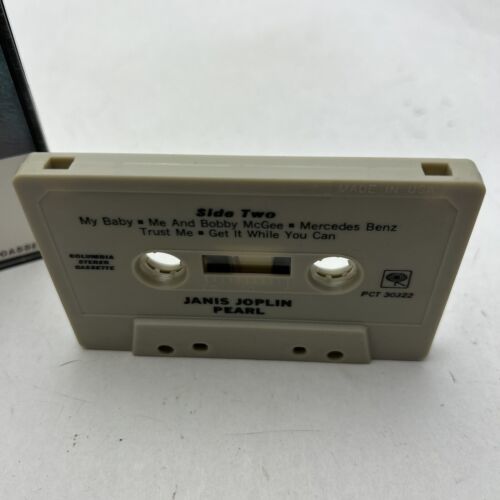 MADE IN USA
Side Two
My Baby ▪ Me And Bobby McGee ▪ Mercedes Benz
Trust Me ▪ Get It While You Can
COLUMBIA
STEREO
CASSETTE
JANIS JOPLIN
PEARL
PCT 30322